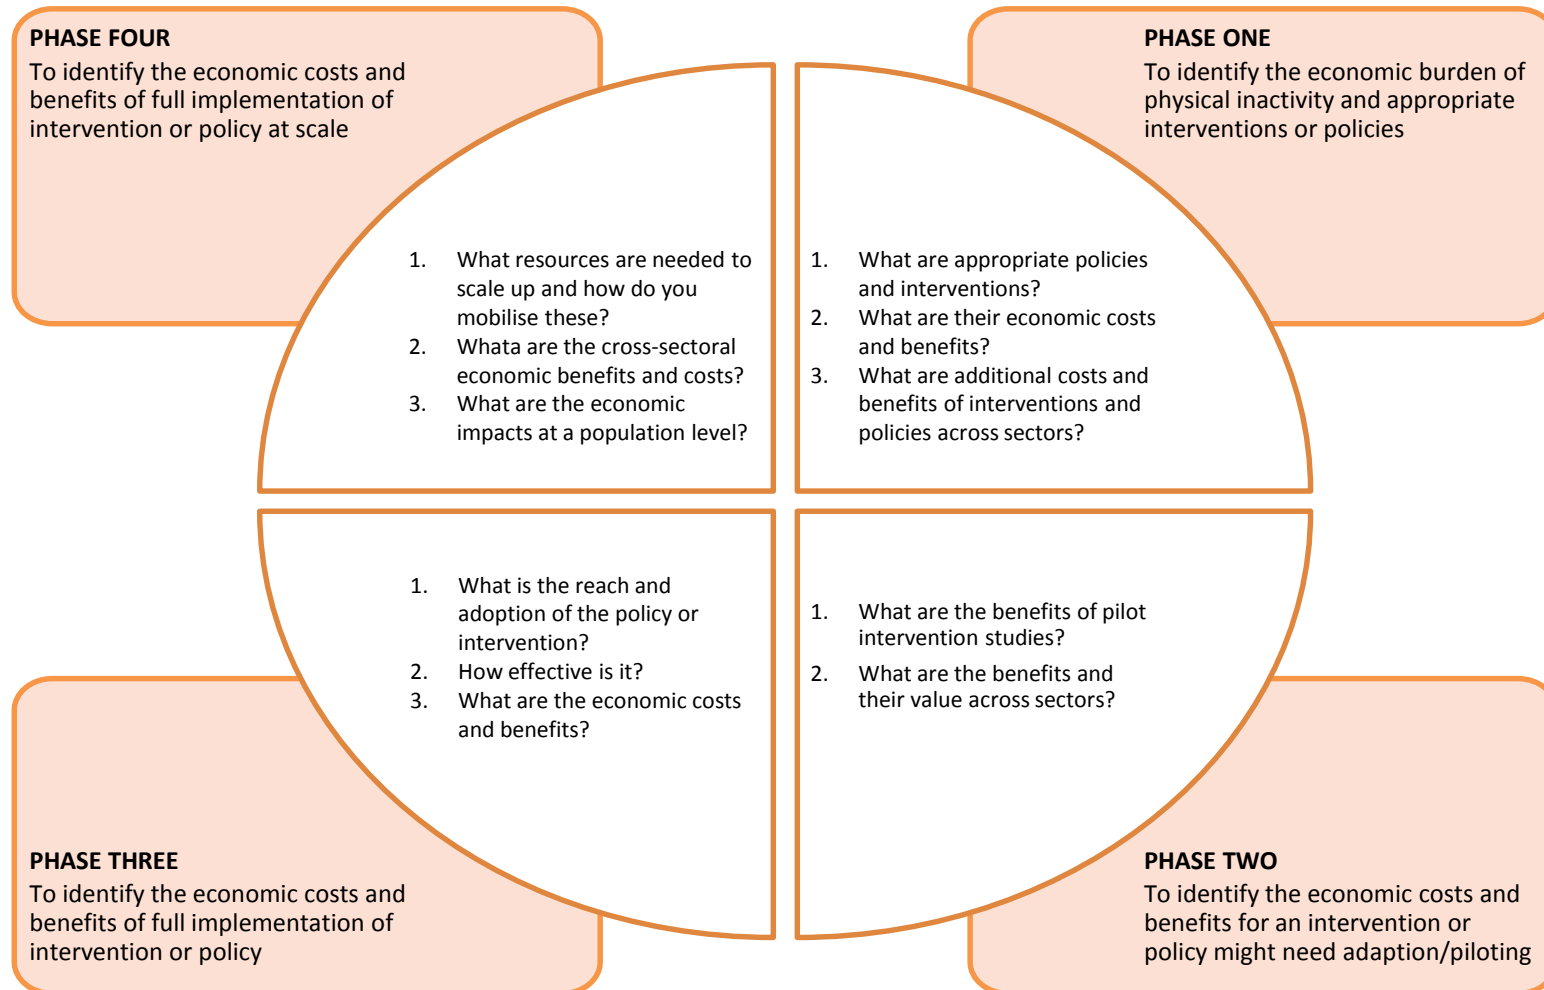 PHASE FOUR
To identify the economic costs and
benefits of full implementation of
intervention or policy at scale
PHASE ONE
To identify the economic burden of
physical inactivity and appropriate
interventions or policies
1. What resources are needed to
scale up and how do you
mobilise these?
2. Whata are the cross-sectoral
economic benefits and costs?
3. What are the economic
impacts at a population level?
1. What are appropriate policies
and interventions?
2. What are their economic costs
and benefits?
3. What are additional costs and
benefits of interventions and
policies across sectors?
1. What is the reach and
adoption of the policy or
intervention?
2. How effective is it?
3. What are the economic costs
and benefits?
1. What are the benefits of pilot
intervention studies?
2. What are the benefits and
their value across sectors?
PHASE THREE
To identify the economic costs and
benefits of full implementation of
intervention or policy
PHASE TWO
To identify the economic costs and
benefits for an intervention or
policy might need adaption/piloting